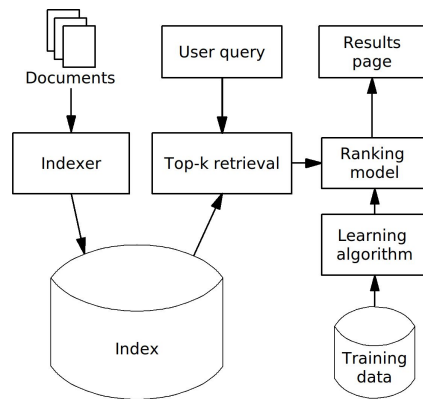 Documents
User query
Results
page
Indexer
Top-k retrieval
Ranking
model
Learning
algorithm
Index
Training
data